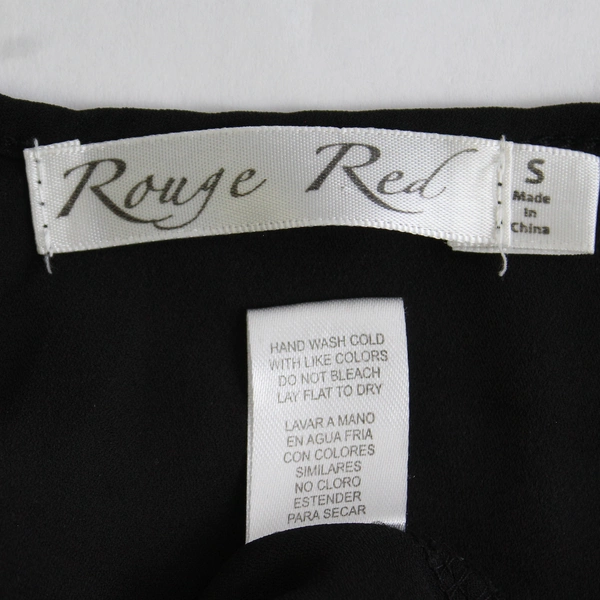 Rouge Red
S
Made
In
China
HAND WASH COLD
WITH LIKE COLORS
DO NOT BLEACH
LAY FLAT TO DRY
LAVAR A MANO
EN AGUA FRIA
CON COLORES
SIMILARES
NO CLORO
ESTENDER
PARA SECAR